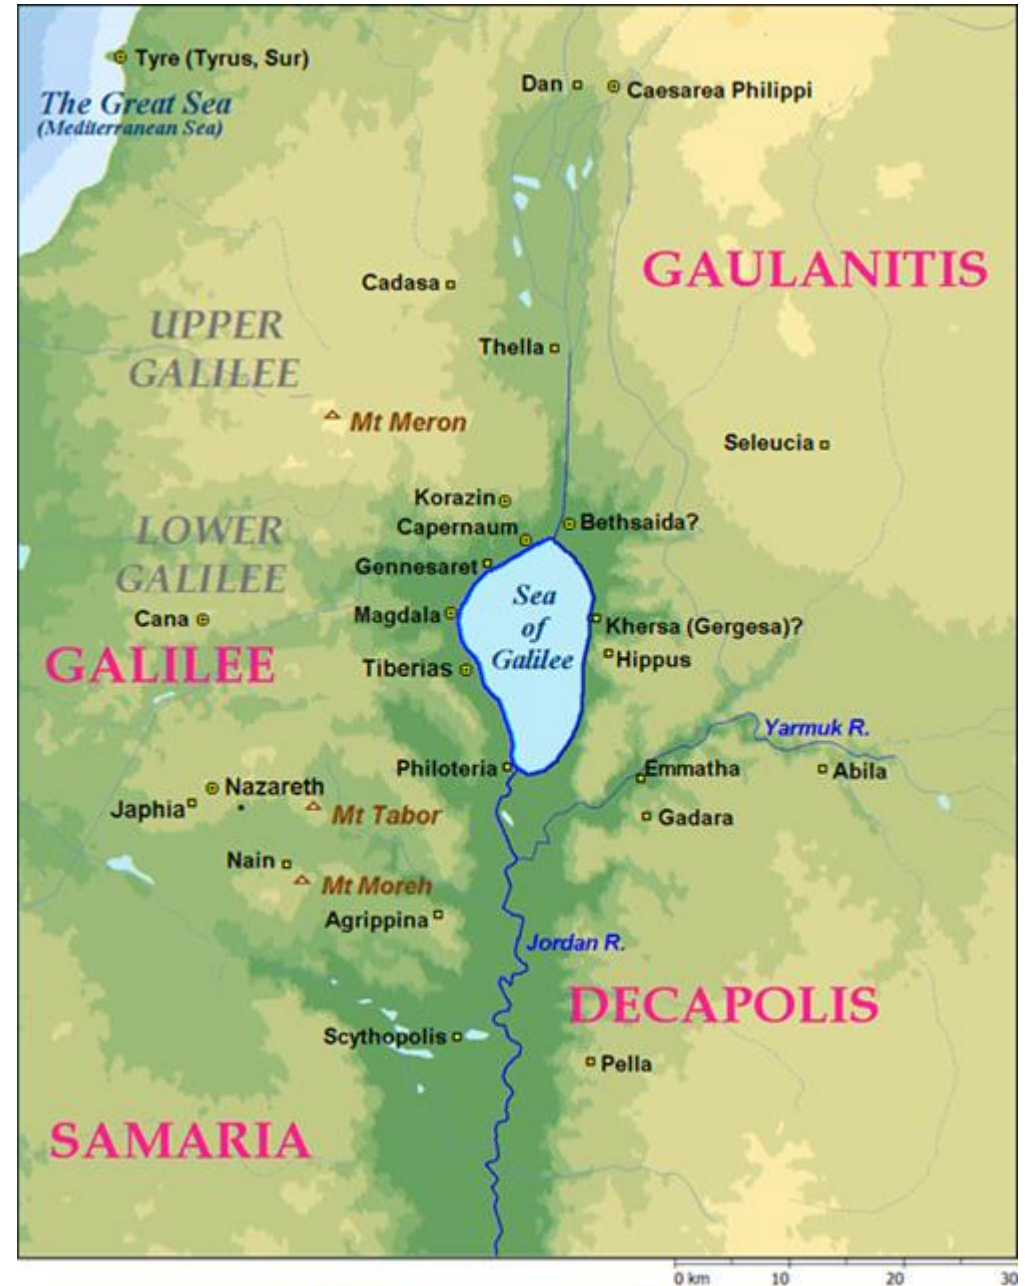 Tyre (Tyrus, Sur)
The Great Sea
(Mediterranean Sea)
Dan
Caesarea Philippi
GAULANITIS
Cadasa
UPPER
GALILEE
Thella
Mt Meron
Seleucia
Korazin
Capernaum
Bethsaida?
LOWER
GALILEE
Gennesaret
Sea
of
Galilee
Cana
Magdala
Khersa (Gergesa)?
GALILEE
Tiberias
Hippus
Yarmuk R.
Philoteria
Emmatha
Abila
Nazareth
Japhia
Mt Tabor
Gadara
Nain
Mt Moreh
Agrippina
Jordan R.
DECAPOLIS
Scythopolis
Pella
SAMARIA
0 km 10 20 30